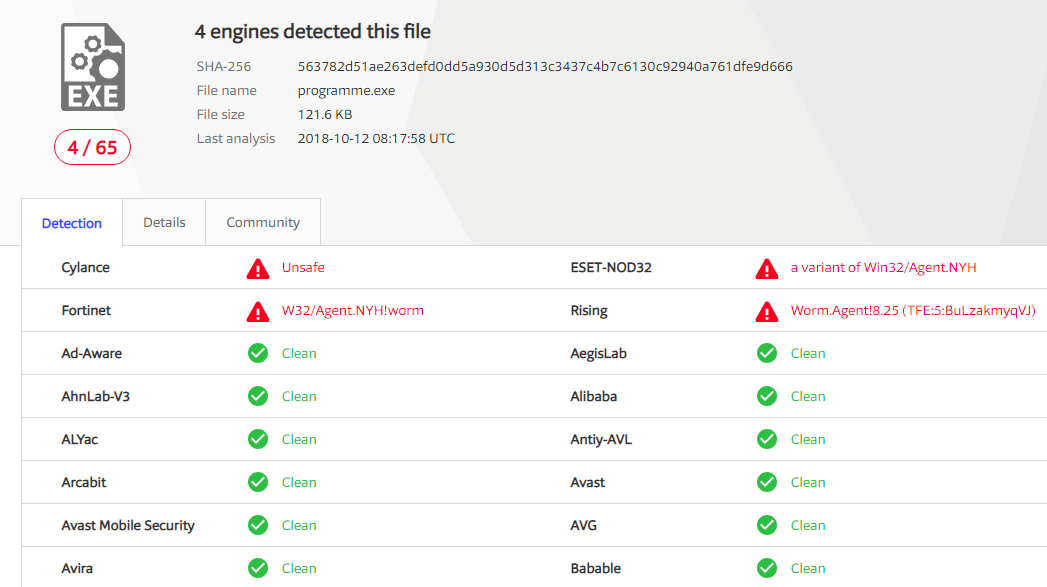 4 engines detected this file
SHA-256 563782d51ae263defd0dd5a930d5d313c3437c4b7c6130c92940a761dfe9d666
File name programme.exe
File size 121.6 KB
Last analysis 2018-10-12 08:17:58 UTC
EXE
4 / 65
Detection Details Community
Cylance Unsafe ESET-NOD32 a variant of Win32/Agent.NYH
Fortinet W32/Agent.NYH!worm Rising Worm.Agent!8.25 (TFE:5:BuLzakmyqVJ)
Ad-Aware Clean AegisLab Clean
AhnLab-V3 Clean Alibaba Clean
ALYac Clean Antiy-AVL Clean
Arcabit Clean Avast Clean
Avast Mobile Security Clean AVG Clean
Avira Clean Babable Clean